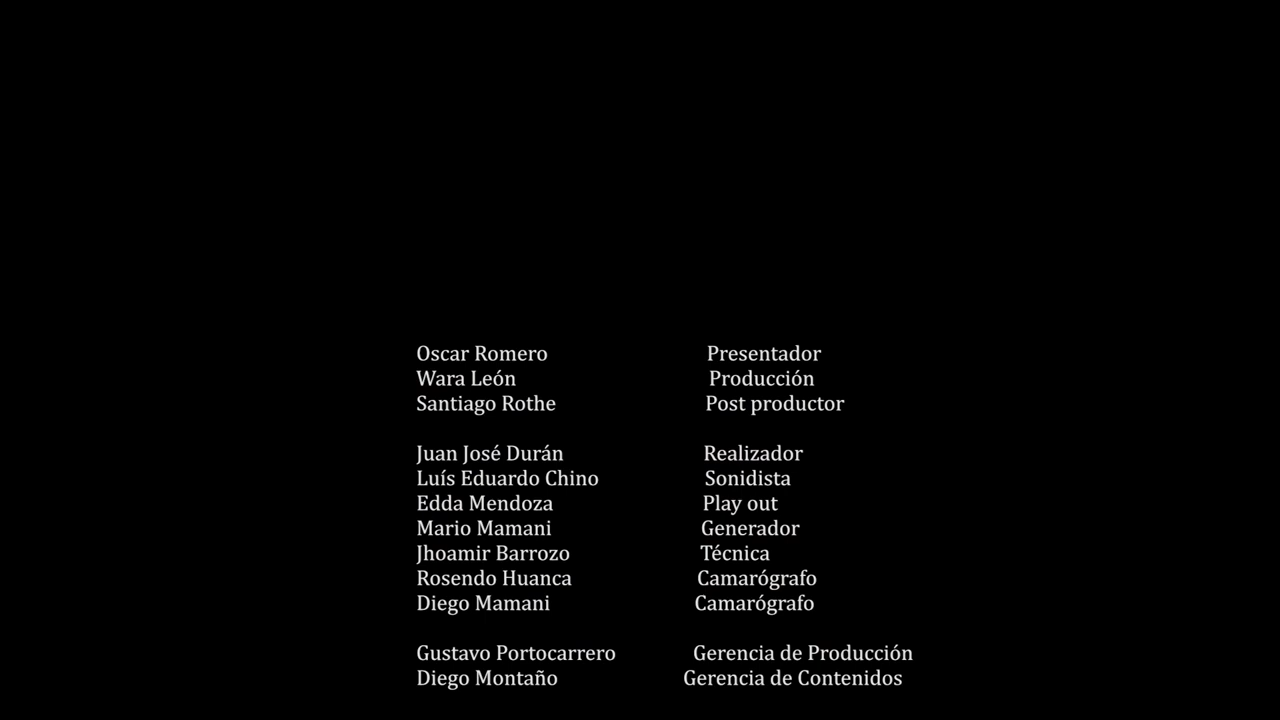 Oscar Romero Presentador
Wara León Producción
Santiago Rothe Post productor
Juan José Durán Realizador
Luís Eduardo Chino Sonidista
Edda Mendoza Play out
Mario Mamani Generador
Jhoamir Barrozo Técnica
Rosendo Huanca Camarógrafo
Diego Mamani Camarógrafo
Gustavo Portocarrero Gerencia de Producción
Diego Montaño Gerencia de Contenidos